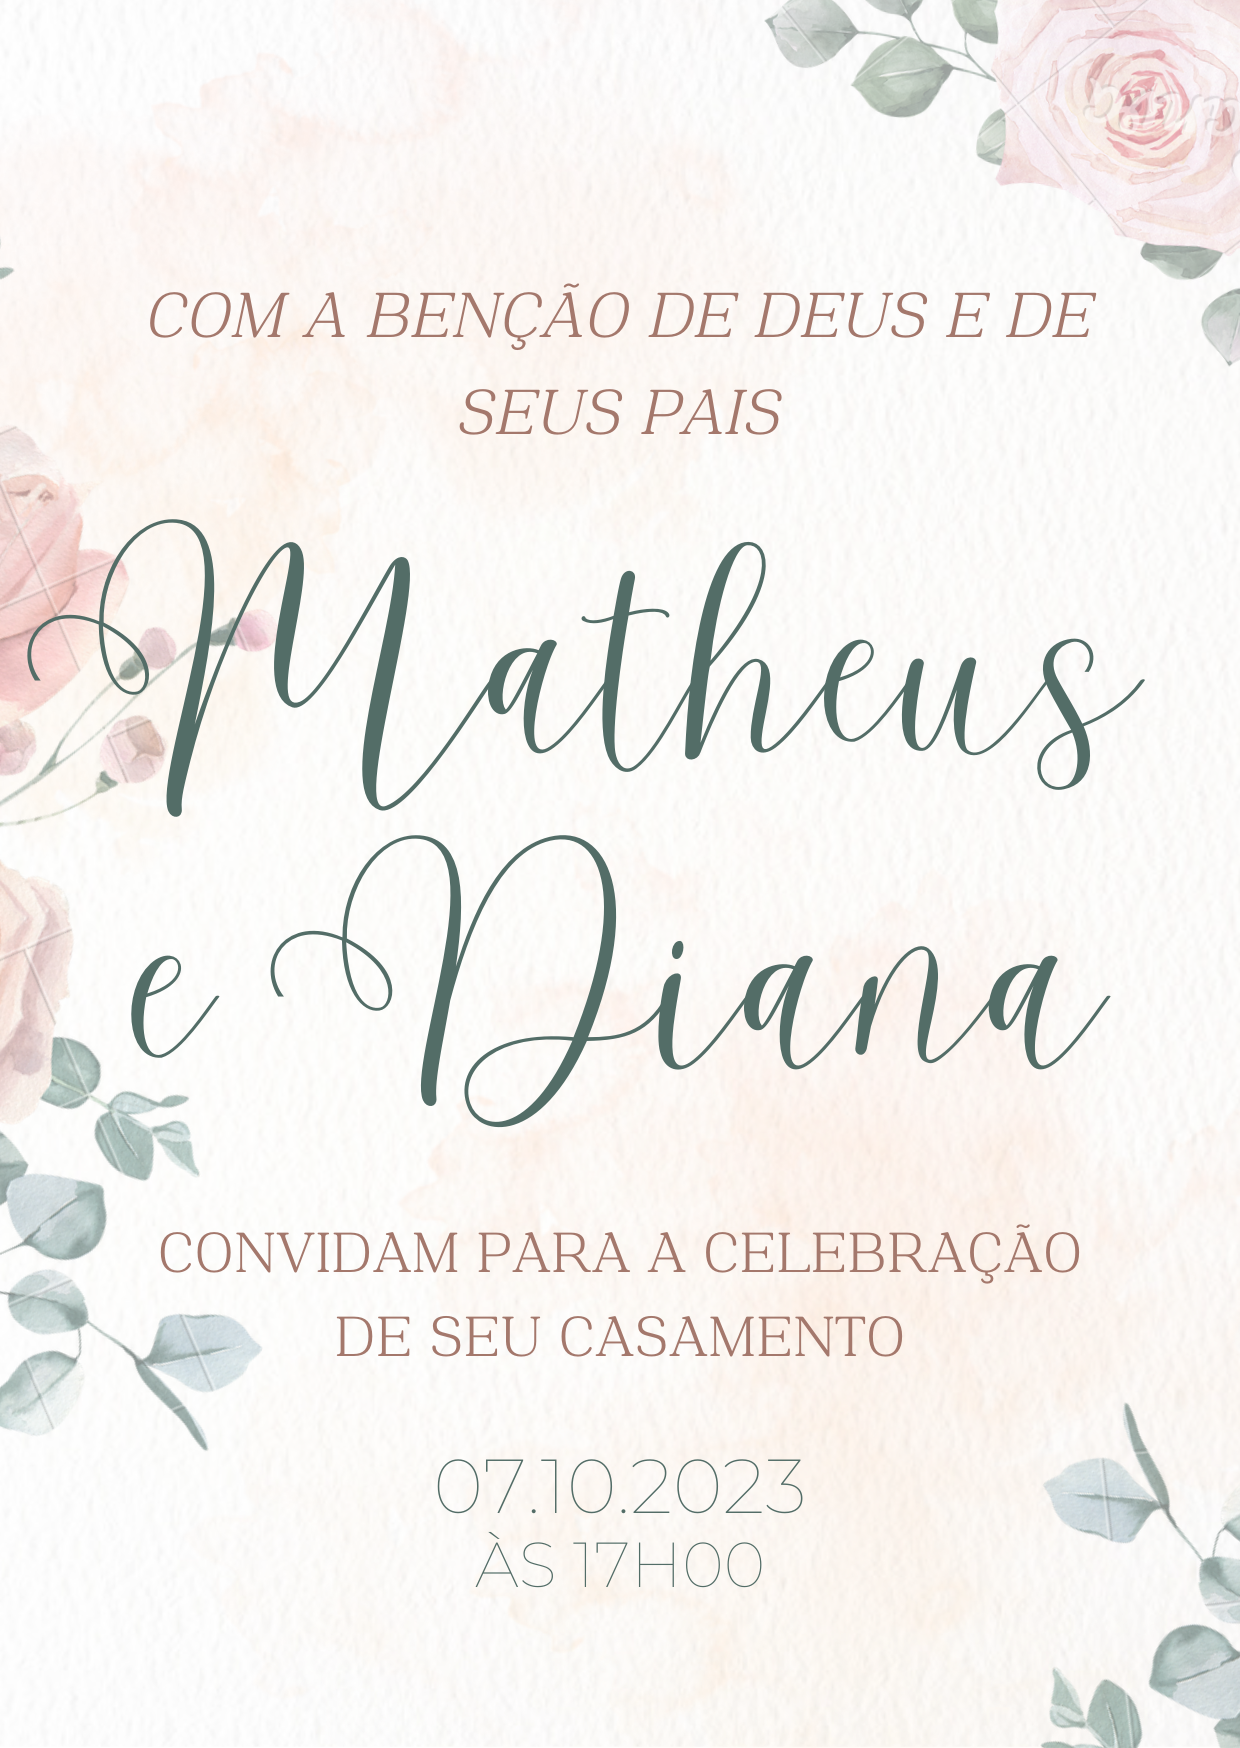 COM A BENÇÃO DE DEUS E DE
SEUS PAIS
Matheus
e Diana
CONVIDAM PARA A CELEBRAÇÃO
DE SEU CASAMENTO
07.10.2023
ÀS 17H00